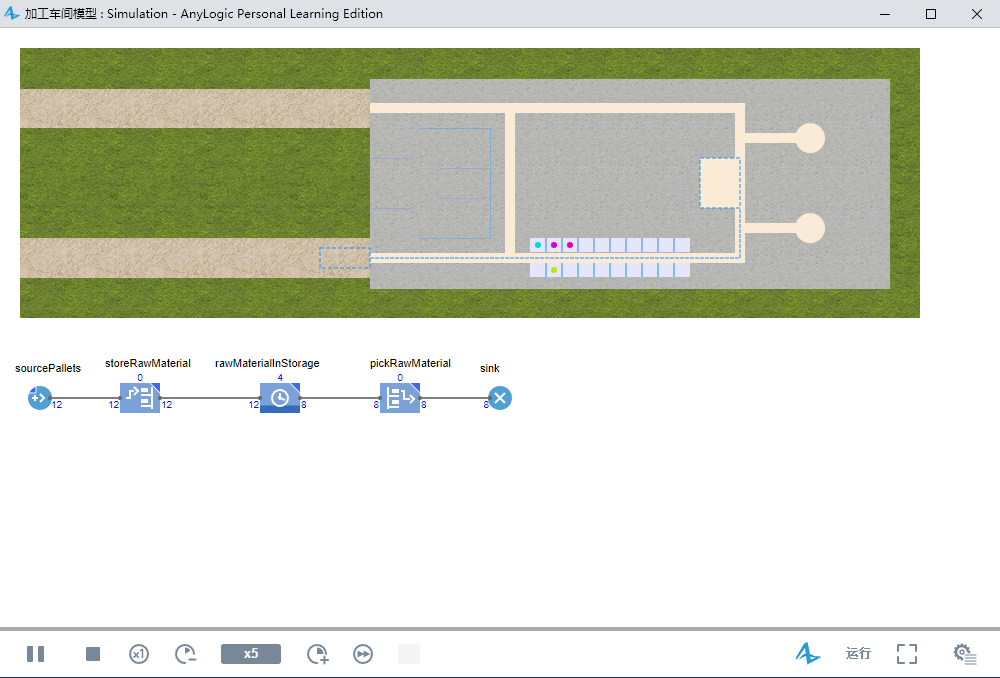 加工车间模型 : Simulation - AnyLogic Personal Learning Edition
sourcePallets storeRawMaterial rawMaterialInStorage pickRawMaterial sink
0 4 0
12 12 12 12 8 8 8 8
x1 x5 运行